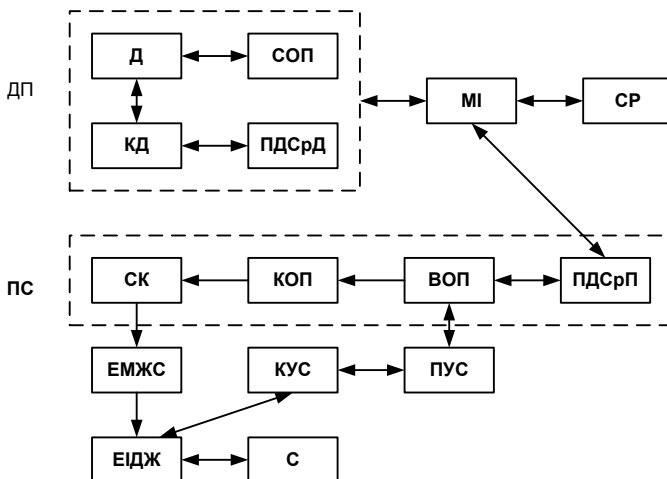 Д СОП
ДП МІ СР
КД ПДСрД
ПС СК КОП ВОП ПДСрП
ЕМЖС КУС ПУС
ЕІДЖ С